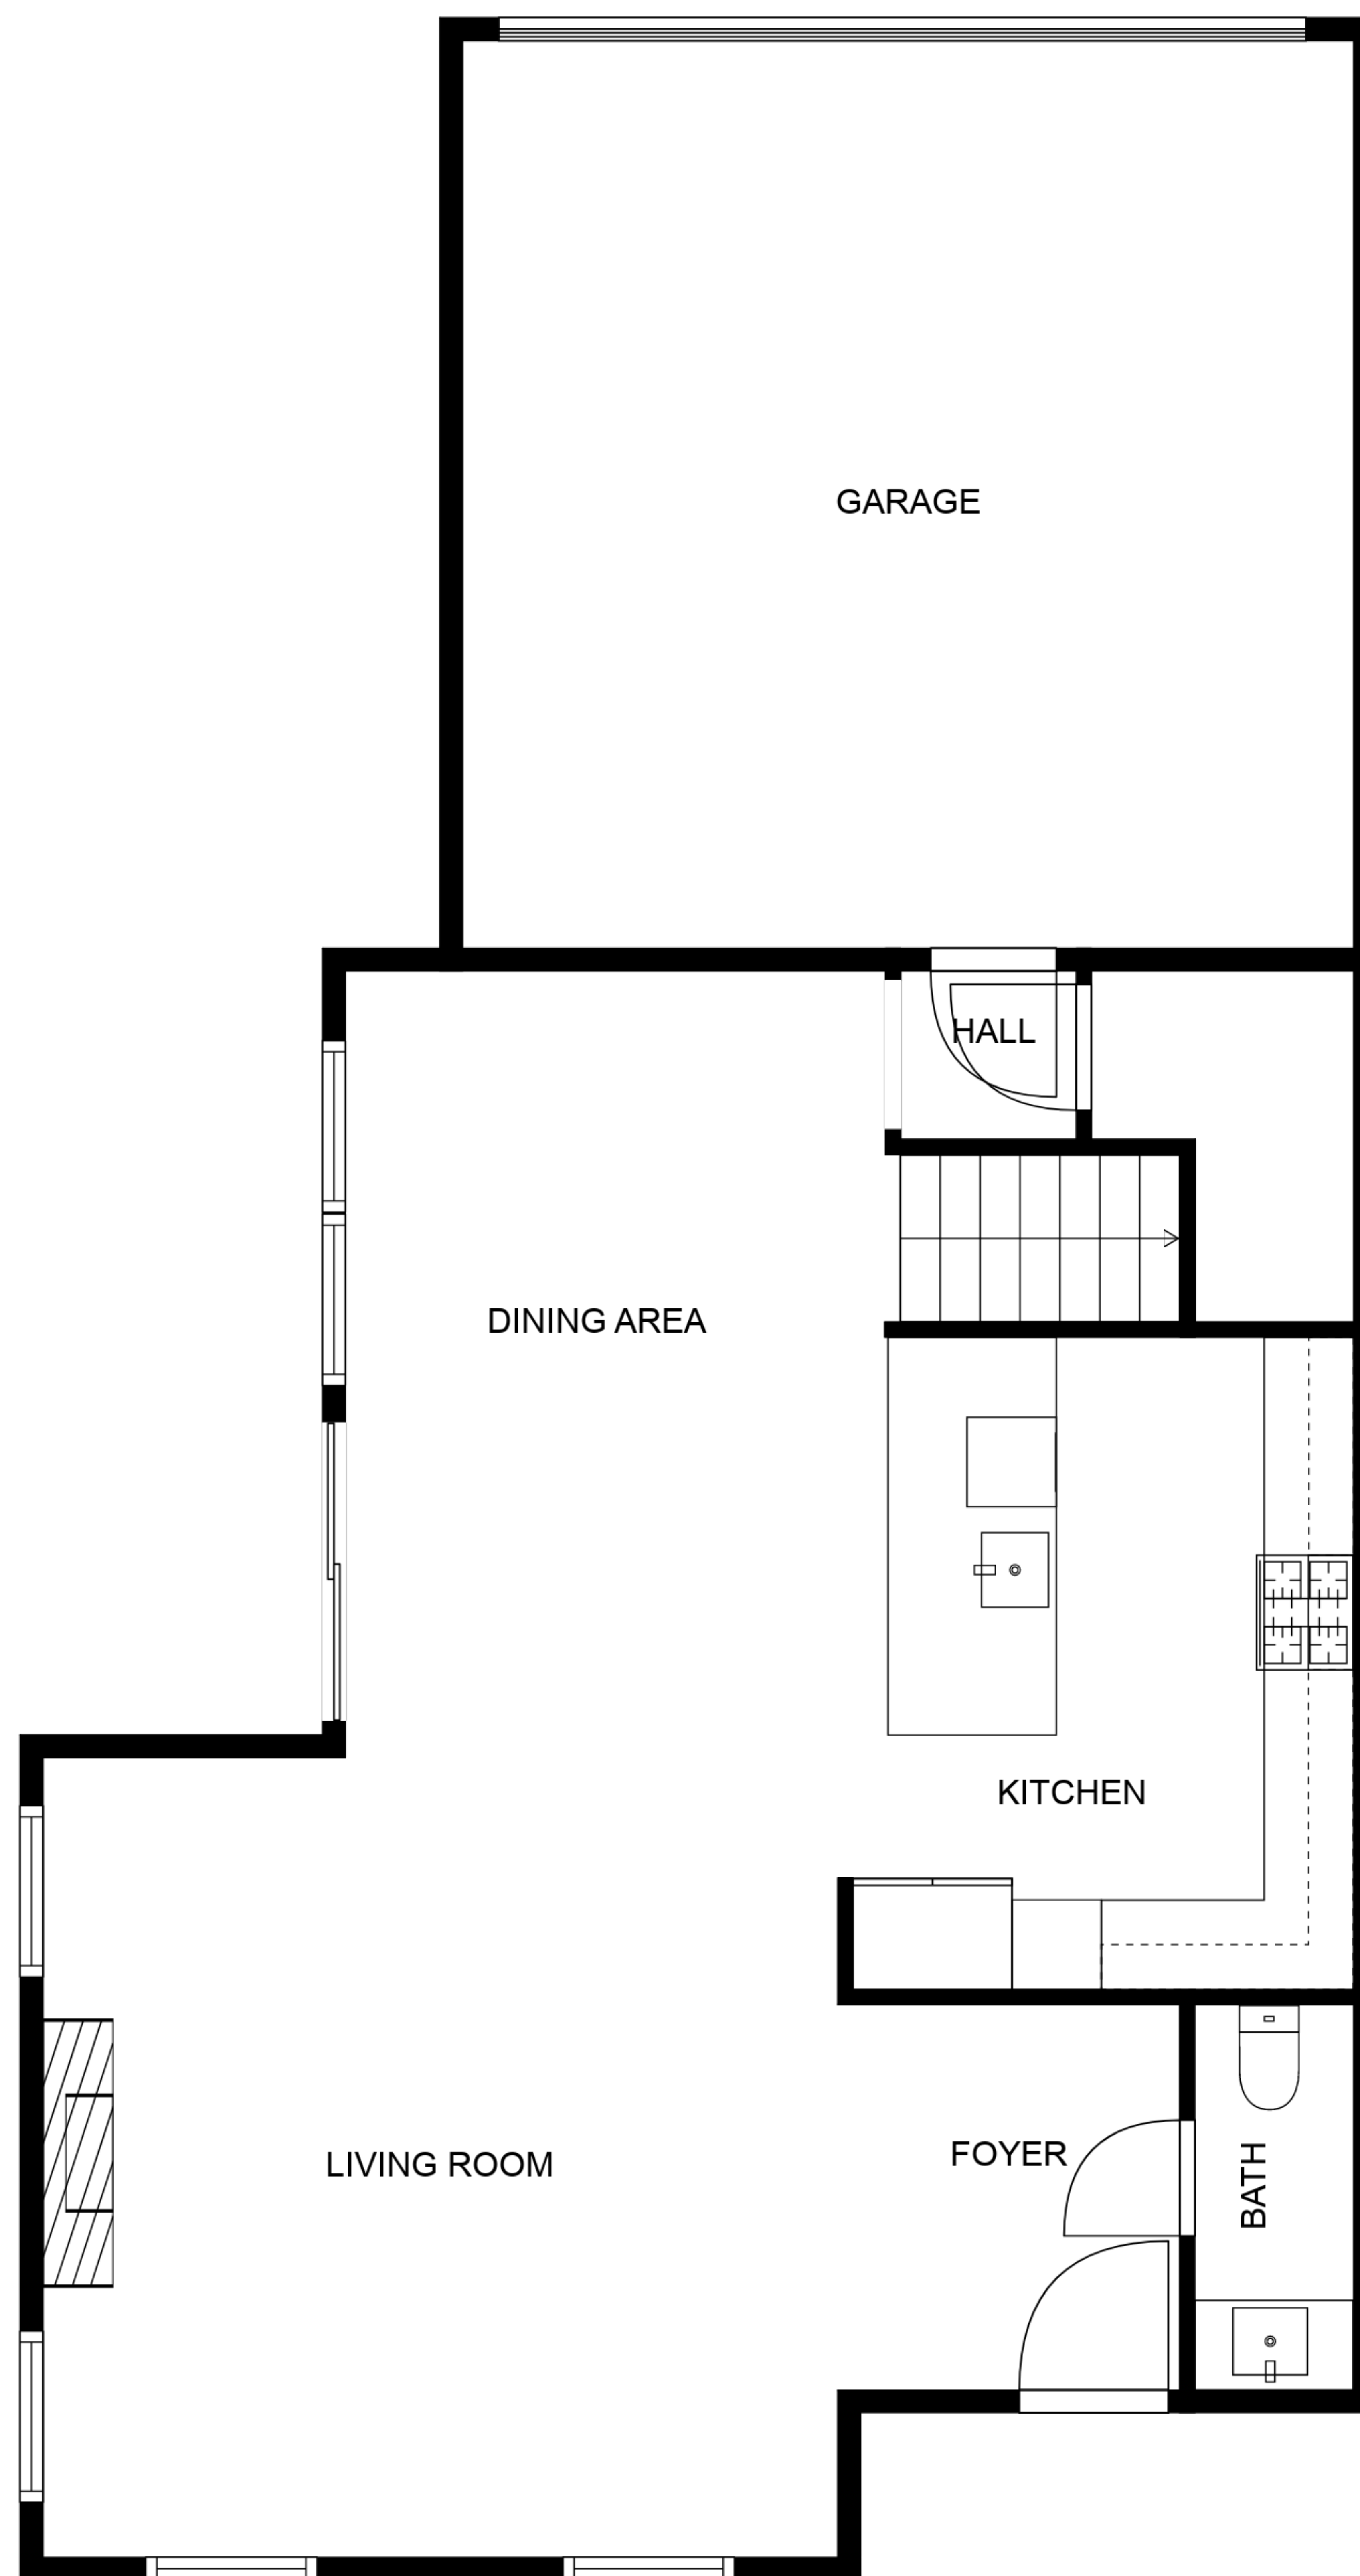 GARAGE
HALL
DINING AREA
KITCHEN
LIVING ROOM
FOYER
BATH